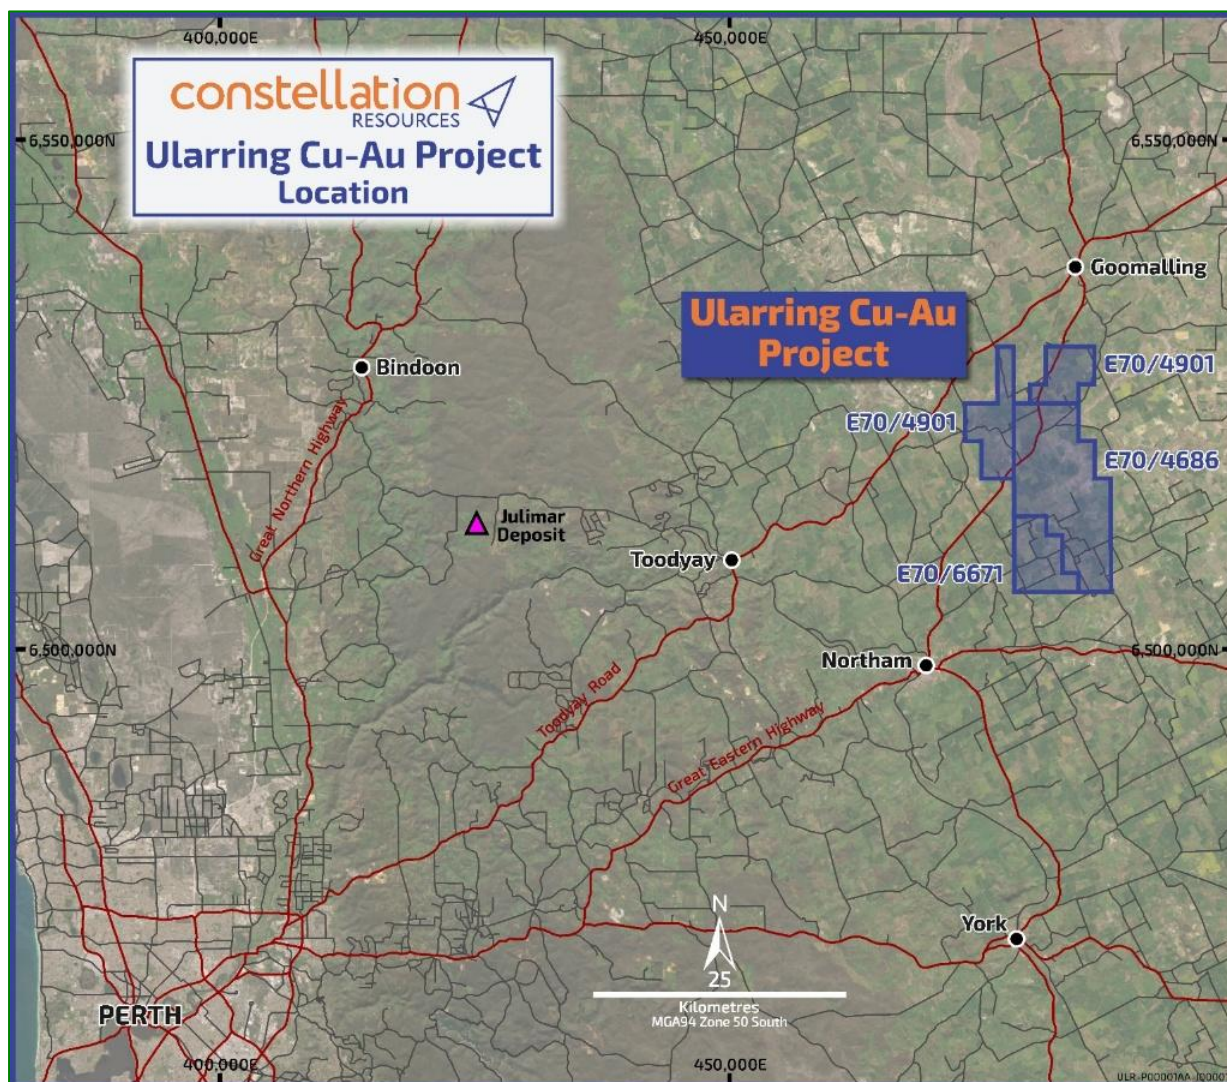 400,000E
450,000E
constellation
RESOURCES
Ularring Cu-Au Project
Location
6,550,000N
6,550,000N
Goomalling
Ularring Cu-Au
Project
Bindoon
E70/4901
E70/4901
E70/4686
Great Northern Highway
Julimar
Deposit
Toodyay
E70/6671
6,500,000N
6,500,000N
Northam
Toodyay Road
Great Eastern Highway
N
York
25
Kilometres
MGA94 Zone 50 South
PERTH
400,000E
450,000E